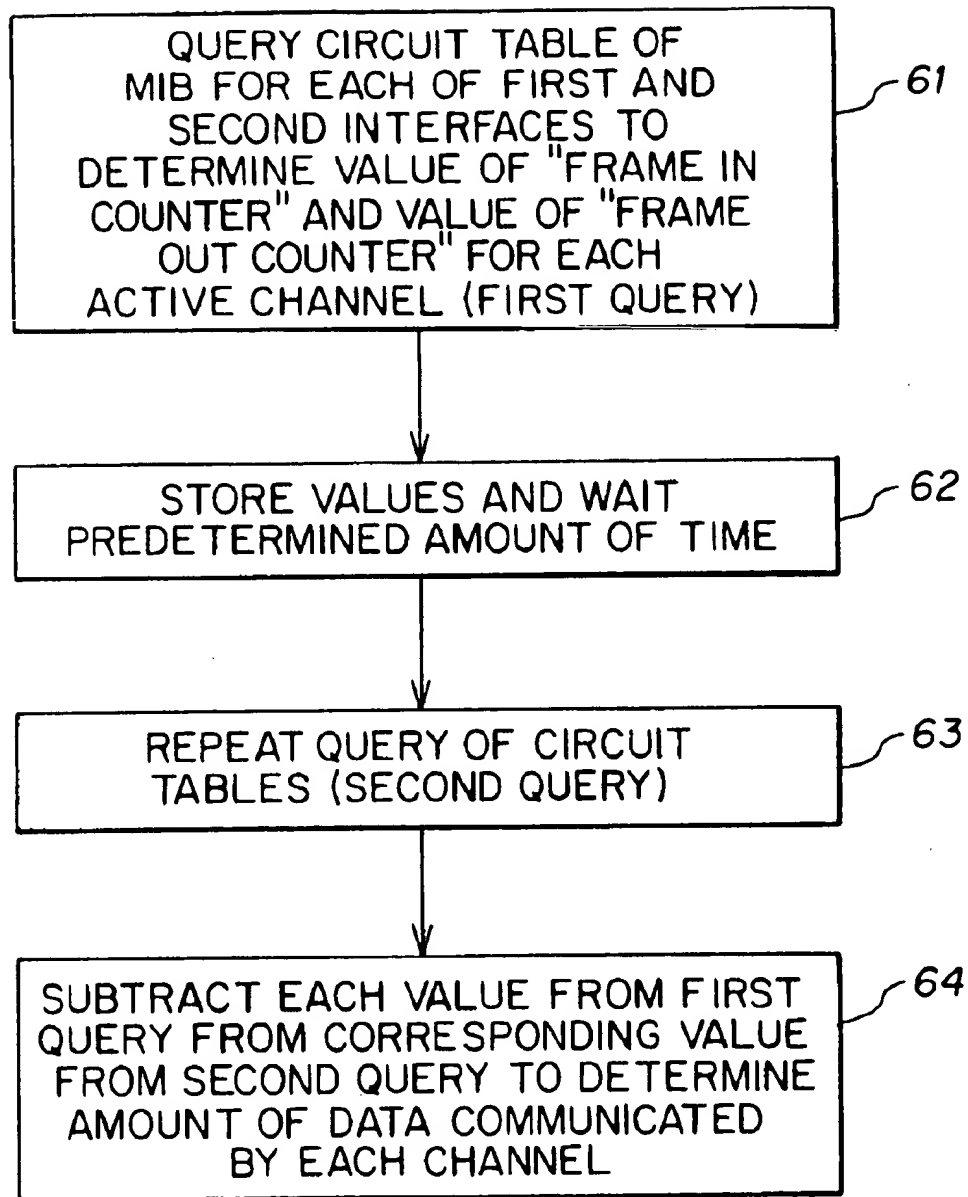 QUERY CIRCUIT TABLE OF
MIB FOR EACH OF FIRST AND
SECOND INTERFACES TO
DETERMINE VALUE OF "FRAME IN
COUNTER" AND VALUE OF "FRAME
OUT COUNTER" FOR EACH
ACTIVE CHANNEL (FIRST QUERY)
61
STORE VALUES AND WAIT
PREDETERMINED AMOUNT OF TIME
62
REPEAT QUERY OF CIRCUIT
TABLES (SECOND QUERY)
63
SUBTRACT EACH VALUE FROM FIRST
QUERY FROM CORRESPONDING VALUE
FROM SECOND QUERY TO DETERMINE
AMOUNT OF DATA COMMUNICATED
BY EACH CHANNEL
64